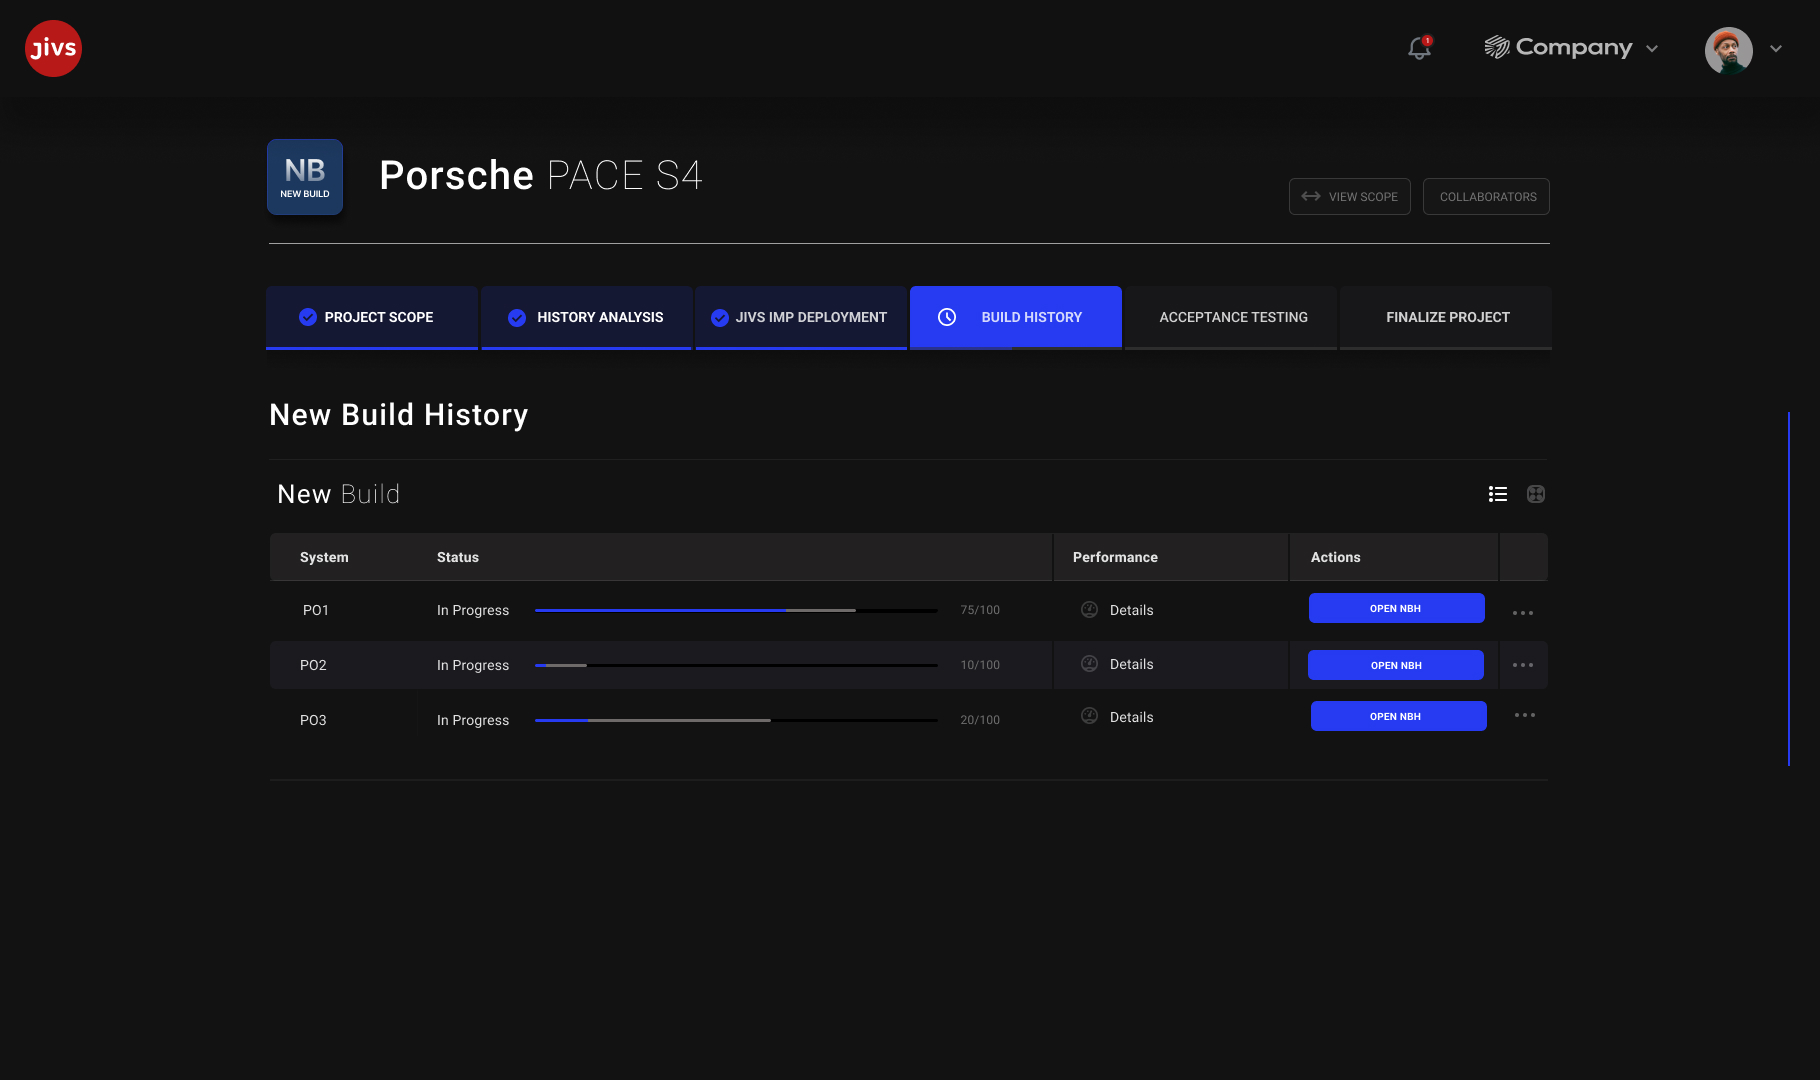 Jivs
1
Company
NB
NEW BUILD
Porsche PACE S4
VIEW SCOPE
COLLABORATORS
PROJECT SCOPE
HISTORY ANALYSIS
JIVS IMP DEPLOYMENT
BUILD HISTORY
ACCEPTANCE TESTING
FINALIZE PROJECT
New Build History
New Build
System Status Performance Actions
PO1 In Progress 75/100 Details OPEN NBH
PO2 In Progress 10/100 Details OPEN NBH
PO3 In Progress 20/100 Details OPEN NBH